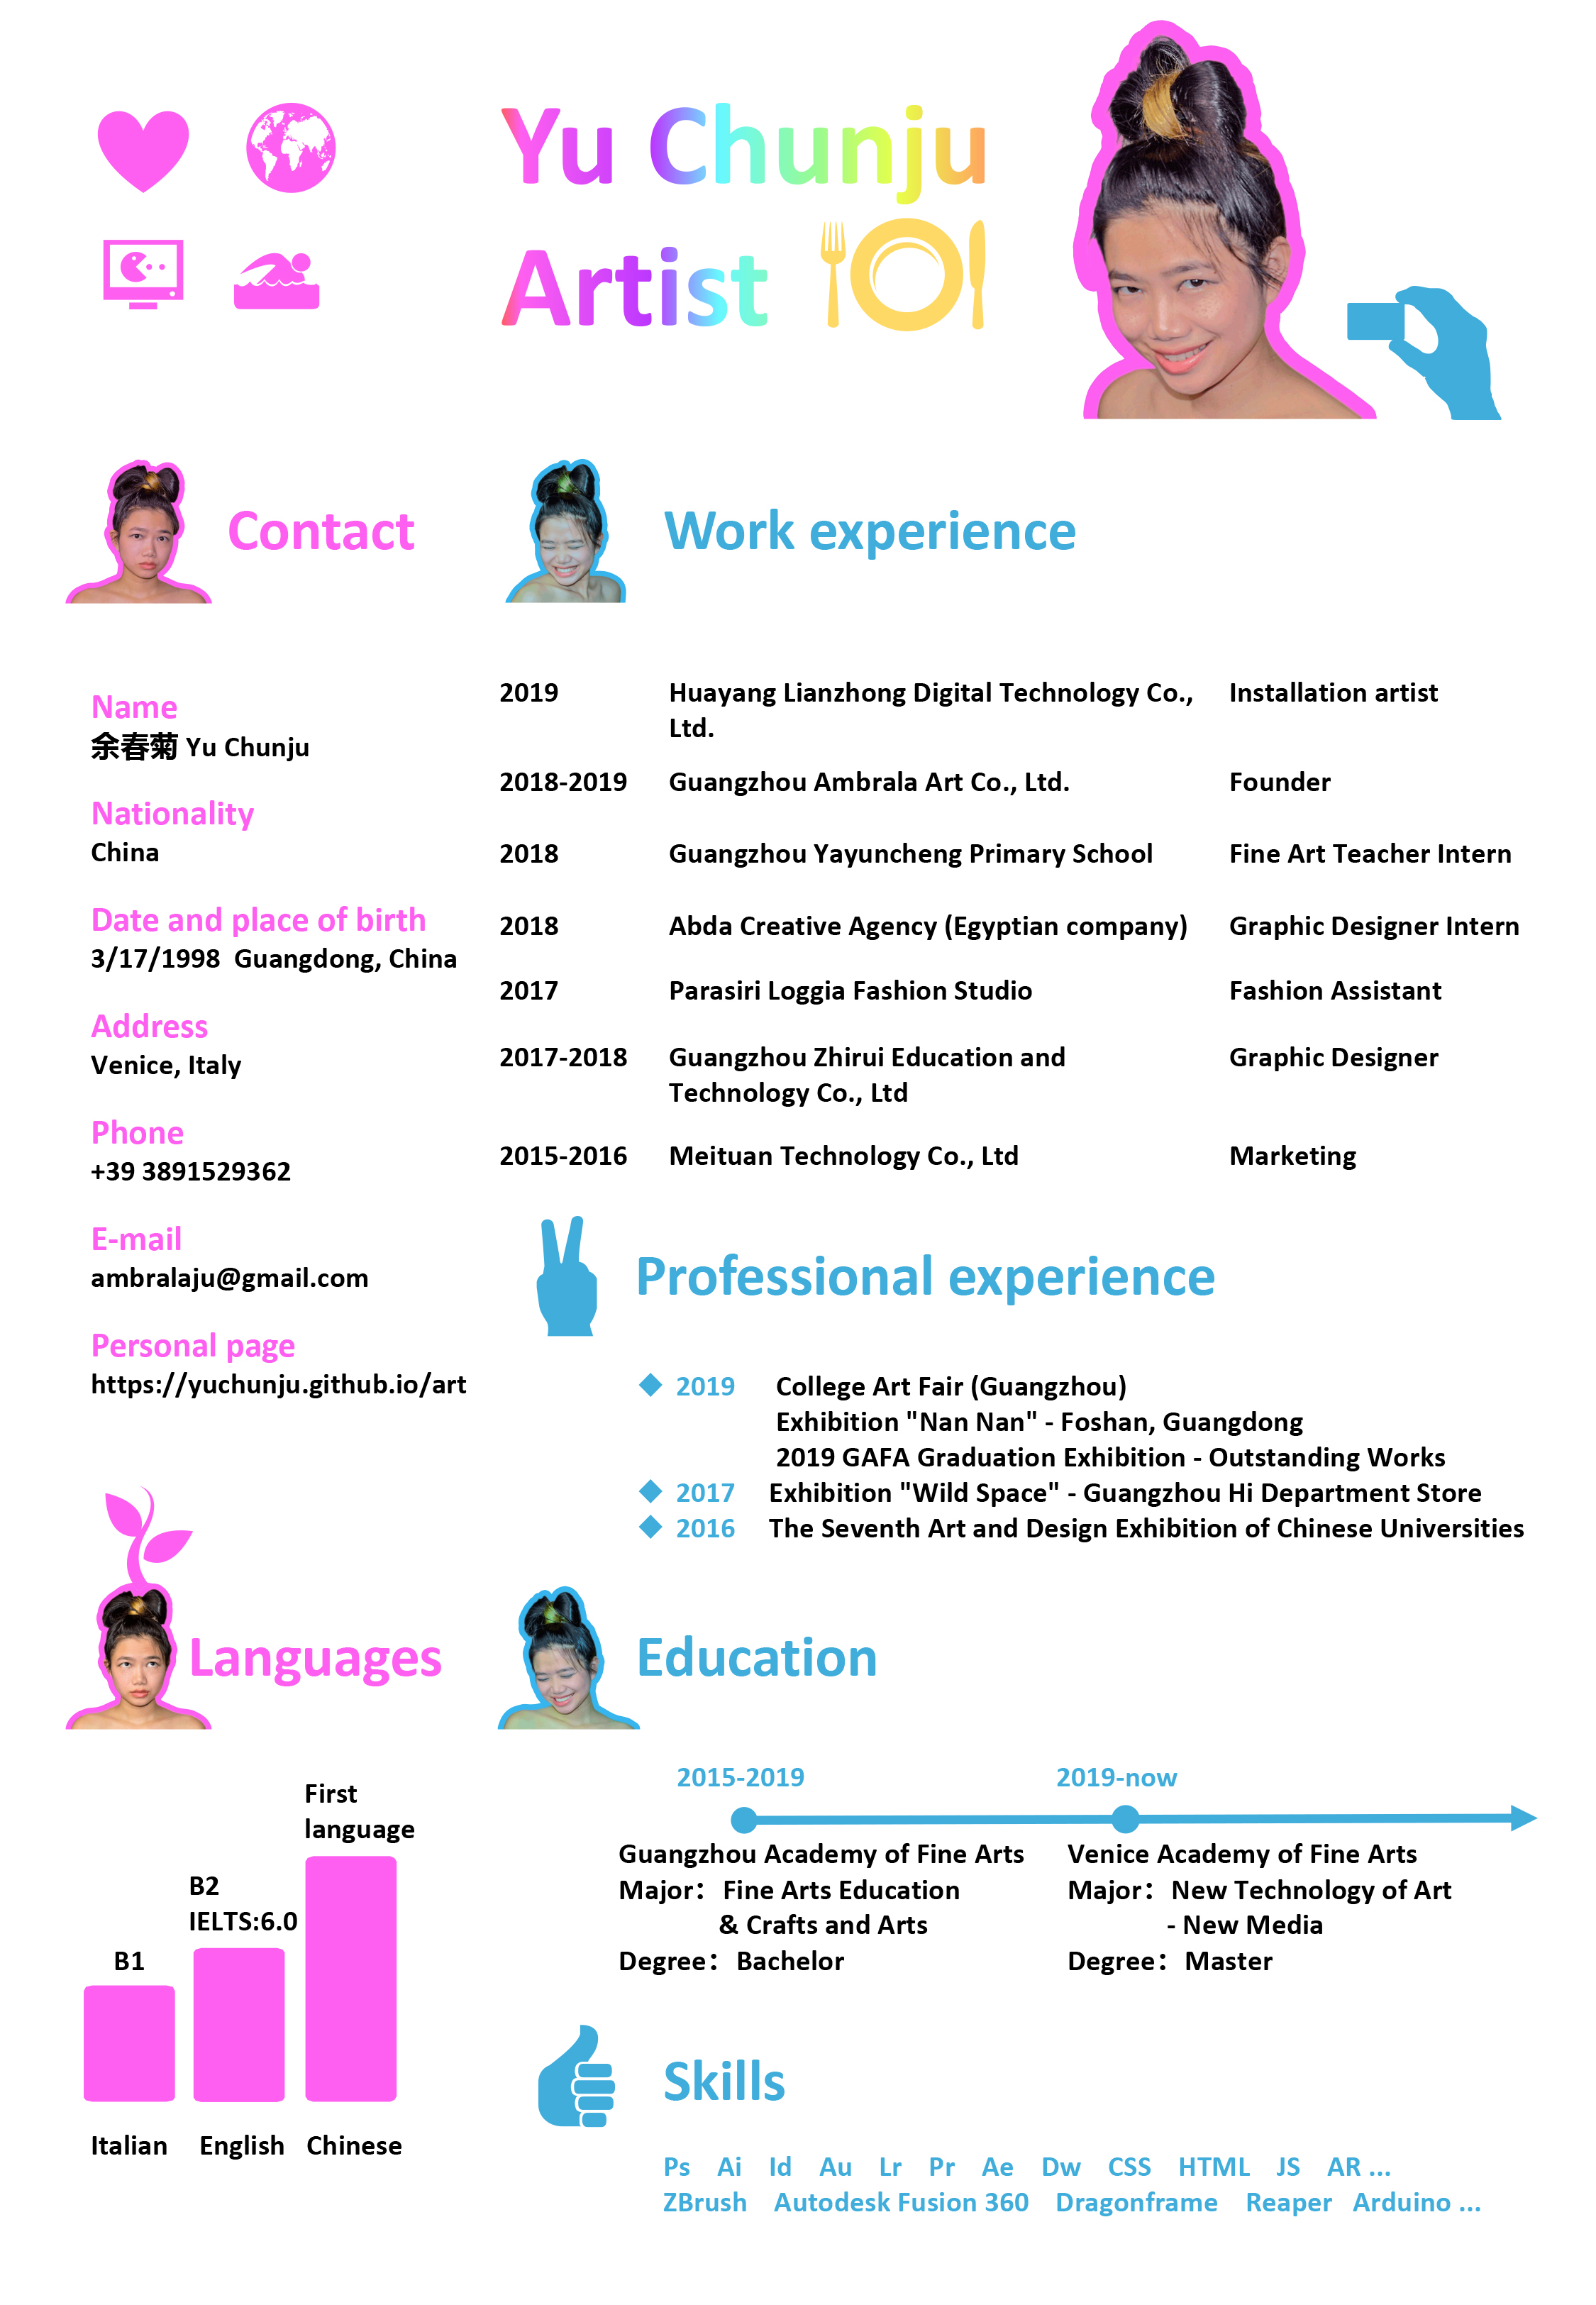 Yu Chunju
Artist
Contact
Name
余春菊 Yu Chunju
Nationality
China
Date and place of birth
3/17/1998 Guangdong, China
Address
Venice, Italy
Phone
+39 3891529362
E-mail
ambralaju@gmail.com
Personal page
https://yuchunju.github.io/art
Languages
First
language
B2
IELTS:6.0
B1
Italian English Chinese
Work experience
2019 Huayang Lianzhong Digital Technology Co., Installation artist
Ltd.
2018-2019 Guangzhou Ambrala Art Co., Ltd. Founder
2018 Guangzhou Yayuncheng Primary School Fine Art Teacher Intern
2018 Abda Creative Agency (Egyptian company) Graphic Designer Intern
2017 Parasiri Loggia Fashion Studio Fashion Assistant
2017-2018 Guangzhou Zhirui Education and Graphic Designer
Technology Co., Ltd
2015-2016 Meituan Technology Co., Ltd Marketing
Professional experience
2019 College Art Fair (Guangzhou)
Exhibition "Nan Nan" - Foshan, Guangdong
2019 GAFA Graduation Exhibition - Outstanding Works
2017 Exhibition "Wild Space" - Guangzhou Hi Department Store
2016 The Seventh Art and Design Exhibition of Chinese Universities
Education
2015-2019
Guangzhou Academy of Fine Arts
Major：Fine Arts Education
& Crafts and Arts
Degree：Bachelor
2019-now
Venice Academy of Fine Arts
Major：New Technology of Art
- New Media
Degree：Master
Skills
Ps Ai Id Au Lr Pr Ae Dw CSS HTML JS AR ...
ZBrush Autodesk Fusion 360 Dragonframe Reaper Arduino ...